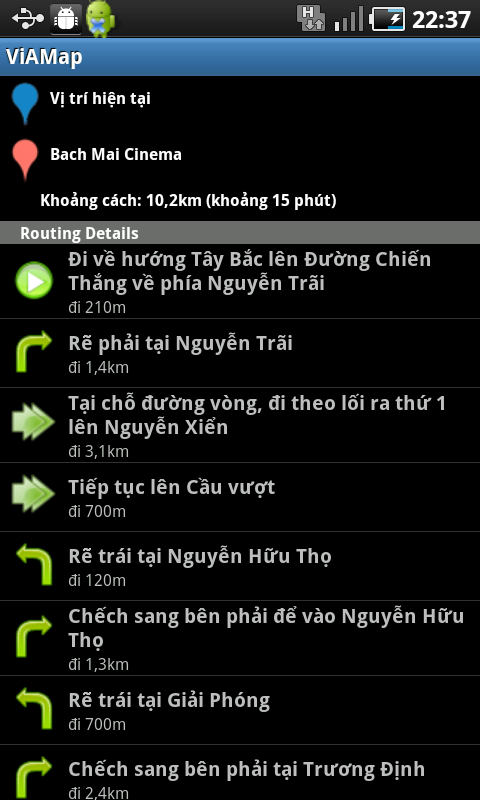 H
22:37
ViAMap
Vị trí hiện tại
Bach Mai Cinema
Khoảng cách: 10,2km (khoảng 15 phút)
Routing Details
Đi về hướng Tây Bắc lên Đường Chiến
Thắng về phía Nguyễn Trãi
đi 210m
Rẽ phải tại Nguyễn Trãi
đi 1,4km
Tại chỗ đường vòng, đi theo lối ra thứ 1
lên Nguyễn Xiển
đi 3,1km
Tiếp tục lên Cầu vượt
đi 700m
Rẽ trái tại Nguyễn Hữu Thọ
đi 120m
Chếch sang bên phải để vào Nguyễn Hữu
Thọ
đi 1,3km
Rẽ trái tại Giải Phóng
đi 700m
Chếch sang bên phải tại Trương Định
đi 2,4km